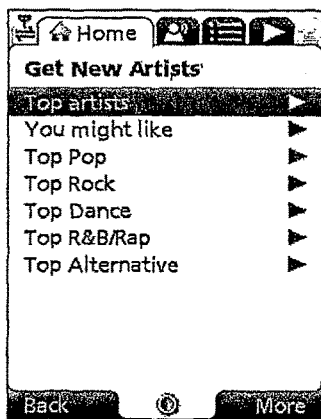 Home
Get New Artists
Top artists
You might like
Top Pop
Top Rock
Top Dance
Top R&B/Rap
Top Alternative
Back More